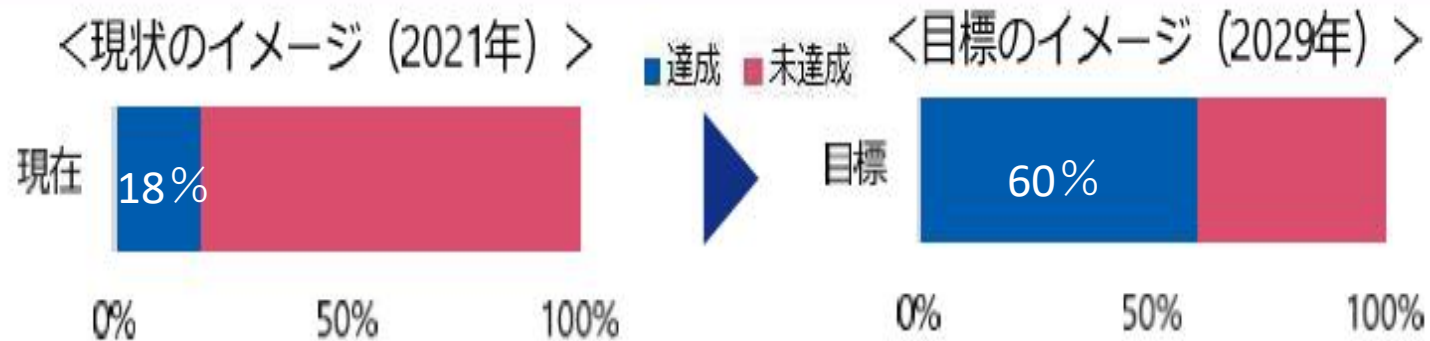 <現状のイメージ（2021年）>
■達成 ■未達成
<目標のイメージ（2029年）>
現在
18％
目標
60％
0% 50% 100%
0% 50% 100%